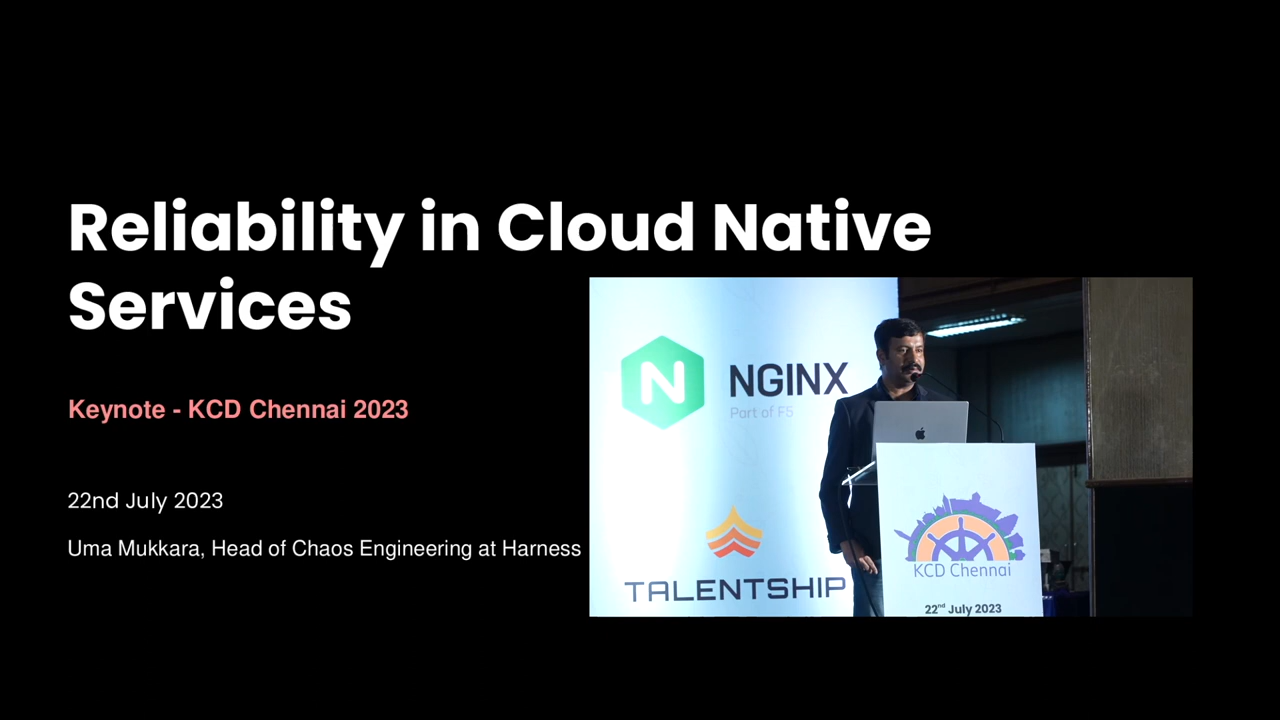 Reliability in Cloud Native
Services
Keynote - KCD Chennai 2023
22nd July 2023
Uma Mukkara, Head of Chaos Engineering at Harness
N
NGINX
Part of F5
TALENTSHIP
KCD Chennai
22nd July 2023